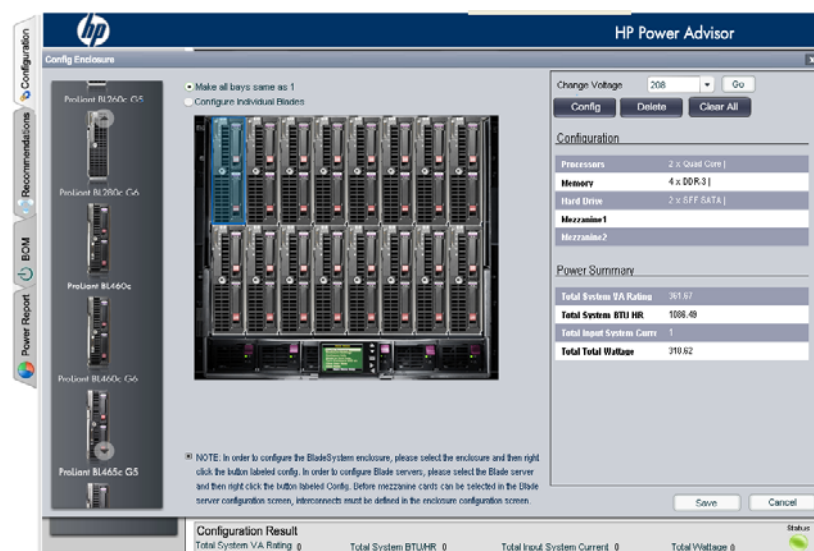 hp
HP Power Advisor
Config Enclosure
x
Configuration
Recommendations
BOM
Power Report
ProLiant BL260c G5
ProLiant BL280c G6
ProLiant BL460c
ProLiant BL460c G6
ProLiant BL465c G5
Make all bays same as 1
Configure Individual Blades
NOTE: In order to configure the BladeSystem enclosure, please select the enclosure and then right
click the button labeled config. In order to configure Blade servers, please select the Blade server
and then right click the button labeled Config. Before mezzanine cards can be selected in the Blade
server configuration screen, interconnects must be defined in the enclosure configuration screen.
Change Voltage 208 Go
Config Delete Clear All
Configuration
Processors 2 x Quad Core |
Memory 4 x DDR3 |
Hard Drive 2 x SFF SATA |
Mezzanine1
Mezzanine2
Power Summary
Total System VA Rating 361.67
Total System BTU HR 1086.49
Total Input System Curre 1
Total Total Wattage 310.62
Save Cancel
Configuration Result
Status
Total System VA Rating 0 Total System BTU/HR 0 Total Input System Current 0 Total Wattage 0